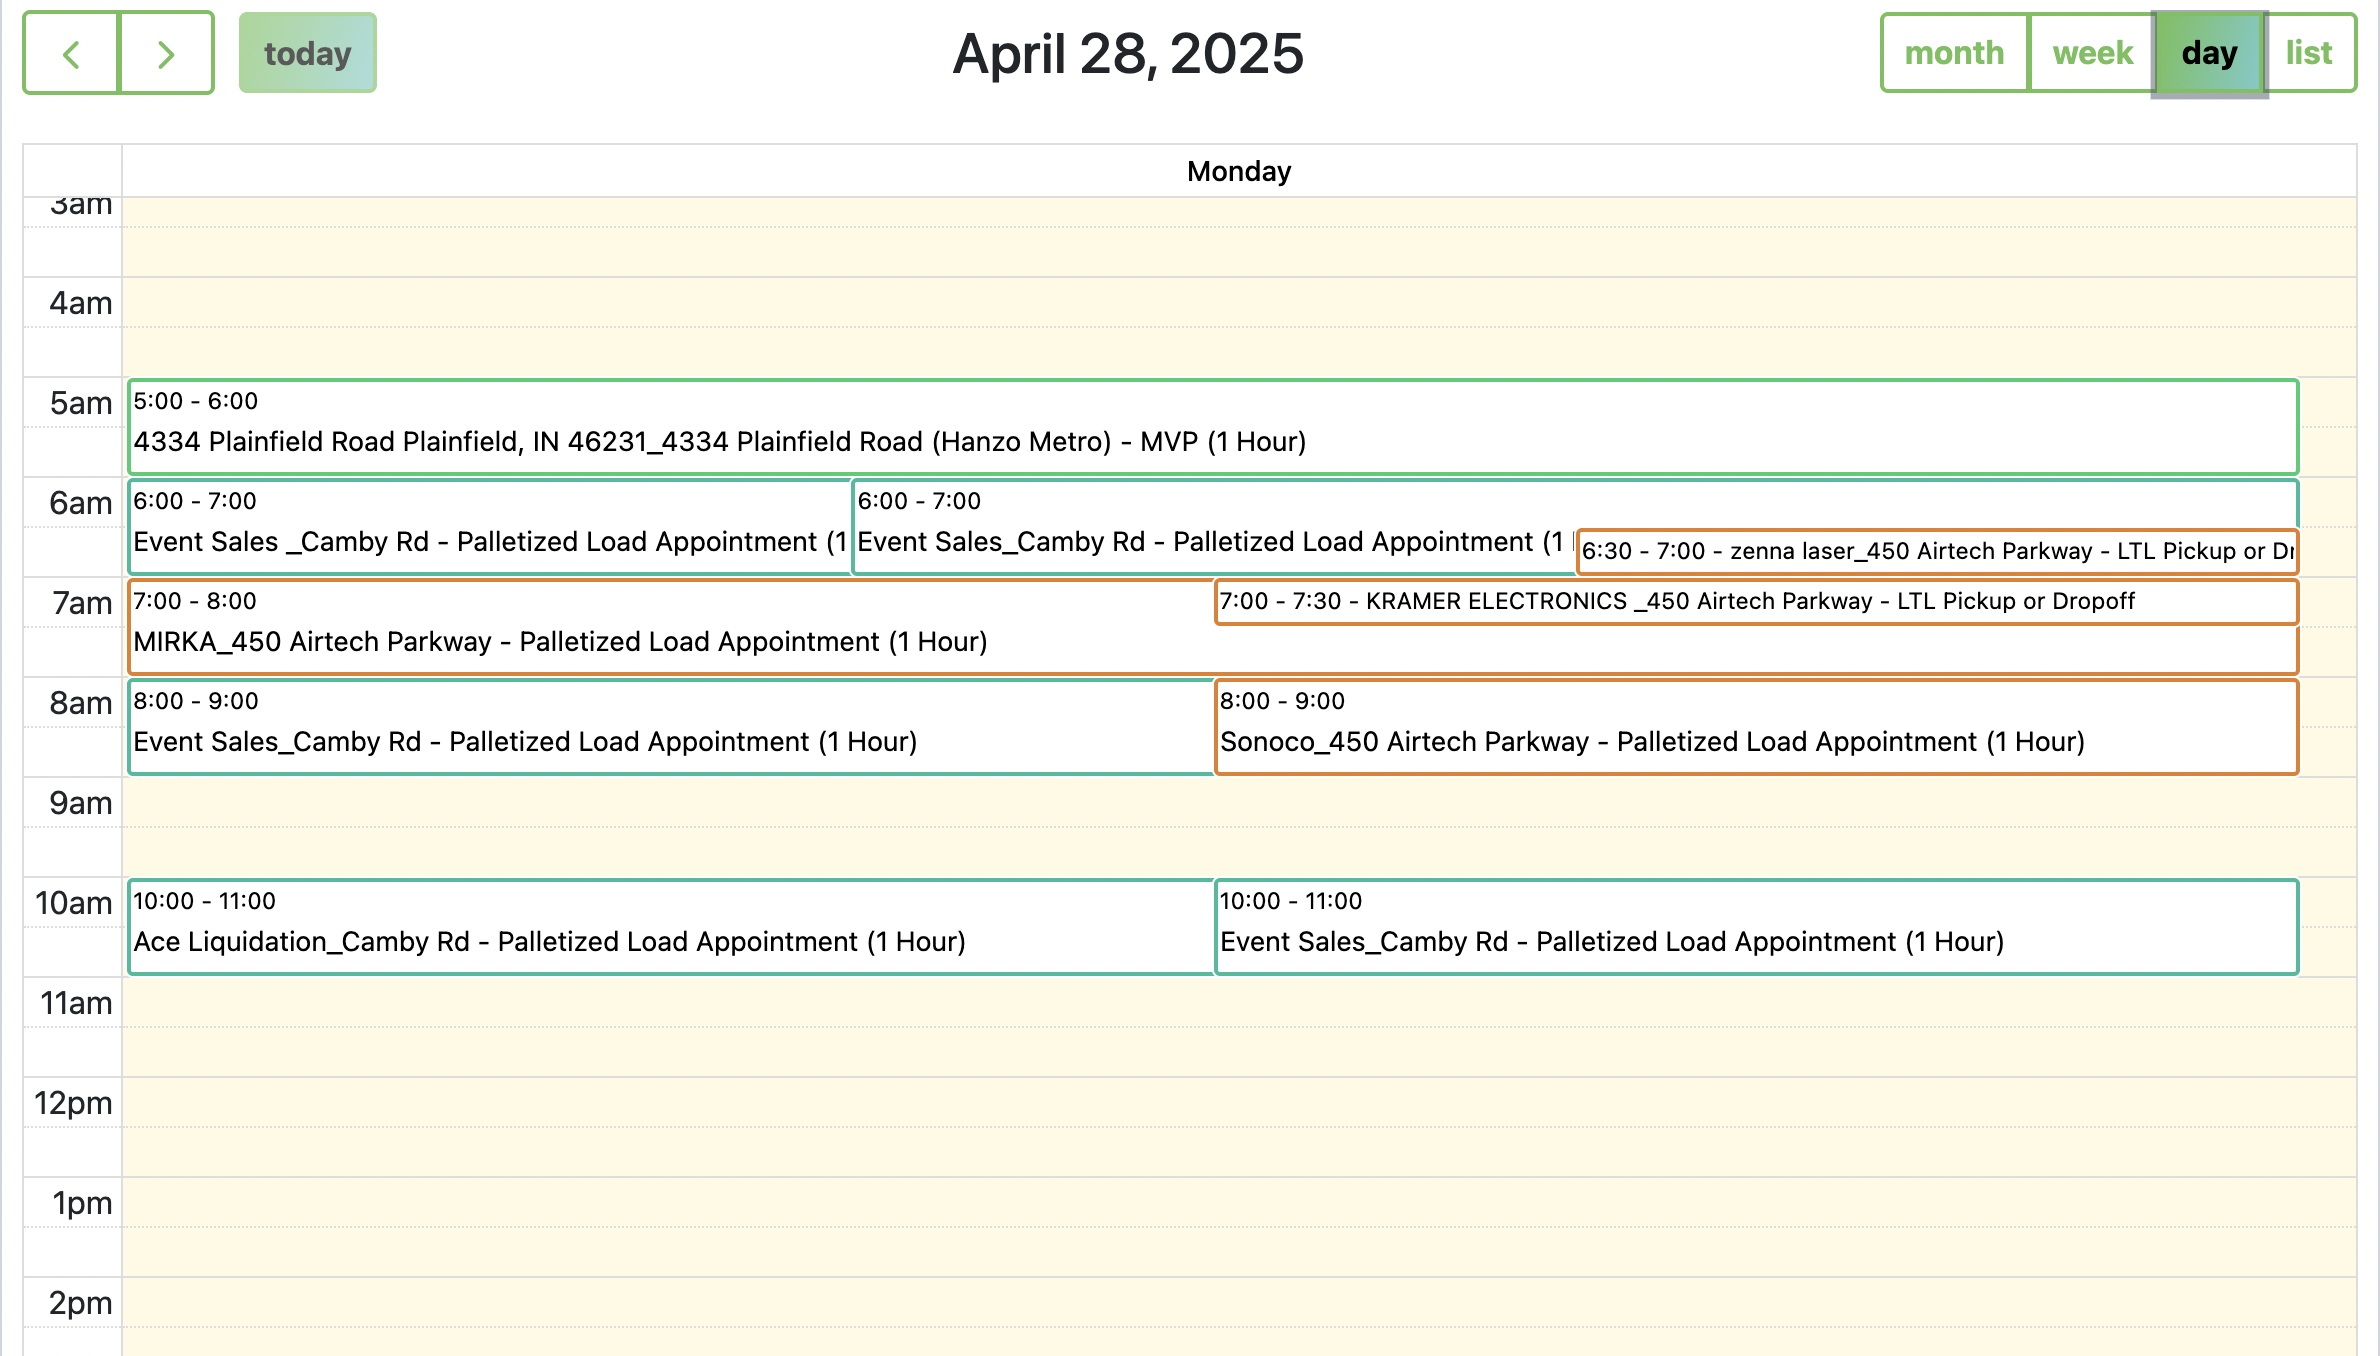 today
April 28, 2025
month
week
day
list
Monday
3am
4am
5am
5:00 - 6:00
4334 Plainfield Road Plainfield, IN 46231_4334 Plainfield Road (Hanzo Metro) - MVP (1 Hour)
6am
6:00 - 7:00
Event Sales _Camby Rd - Palletized Load Appointment (1
6:00 - 7:00
Event Sales_Camby Rd - Palletized Load Appointment (1
6:30 - 7:00 - zenna laser_450 Airtech Parkway - LTL Pickup or
7am
7:00 - 8:00
MIRKA_450 Airtech Parkway - Palletized Load Appointment (1 Hour)
7:00 - 7:30 - KRAMER ELECTRONICS _450 Airtech Parkway - LTL Pickup or Dropoff
8am
8:00 - 9:00
Event Sales_Camby Rd - Palletized Load Appointment (1 Hour)
8:00 - 9:00
Sonoco_450 Airtech Parkway - Palletized Load Appointment (1 Hour)
9am
10am
10:00 - 11:00
Ace Liquidation_Camby Rd - Palletized Load Appointment (1 Hour)
10:00 - 11:00
Event Sales_Camby Rd - Palletized Load Appointment (1 Hour)
11am
12pm
1pm
2pm